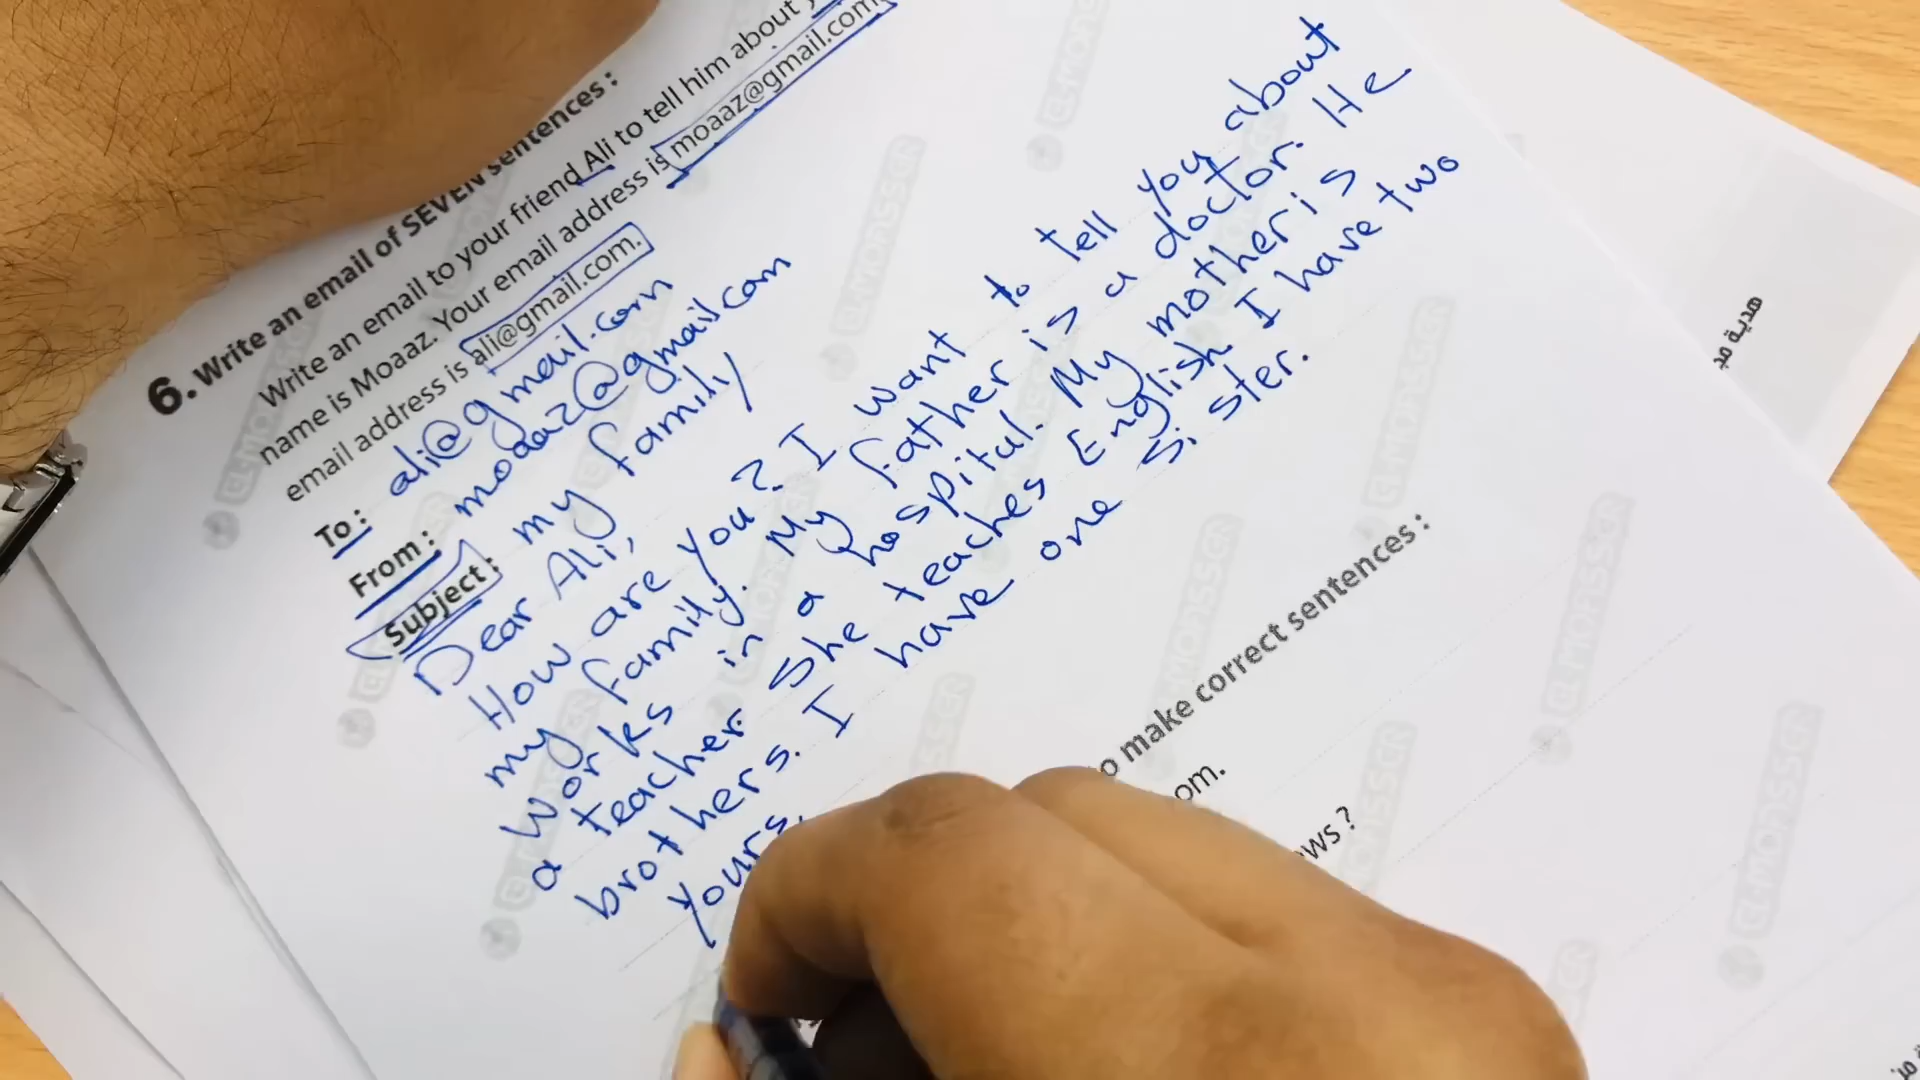 6. Write an email of SEVEN sentences :
Write an email to your friend Ali to tell him about
name is Moaaz. Your email address is moaaz@gmail.com
email address is ali@gmail.com.
To : ali@gmail.com
From : moaaz@gmail.com
Subject : my family
Dear Ali,
How are you? I want to tell you about
my family. My father is a doctor. He
works in a hospital. My mother is
a teacher. She teaches English I have two
brothers. I have one sister.
yours,
to make correct sentences :
om.
ows ?
هدية
EL-MOASSER